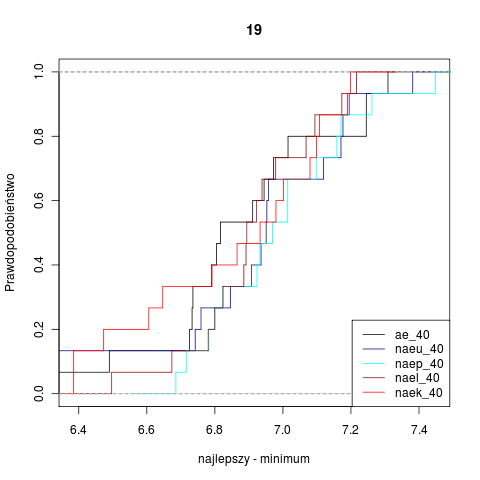 19
Prawdopodobieństwo
1.0
0.8
0.6
0.4
0.2
0.0
6.4 6.6 6.8 7.0 7.2 7.4
najlepszy - minimum
ae_40
naeu_40
naep_40
nael_40
naek_40